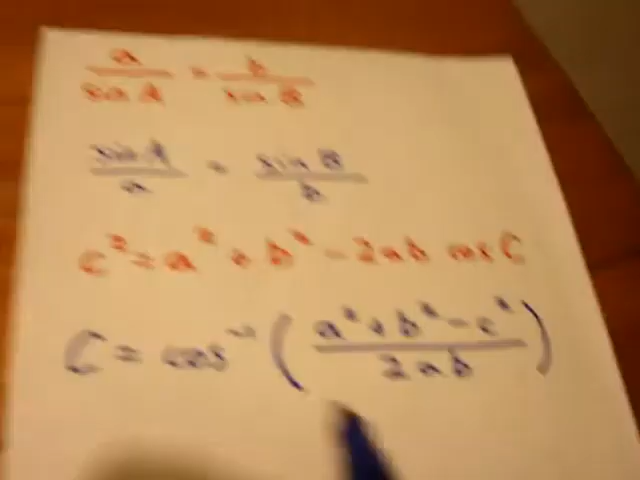 a/sin A = b/sin B
sin A/a = sin B/b
c² = a² + b² - 2ab cos C
C = cos⁻¹ ( a² + b² - c² / 2ab )